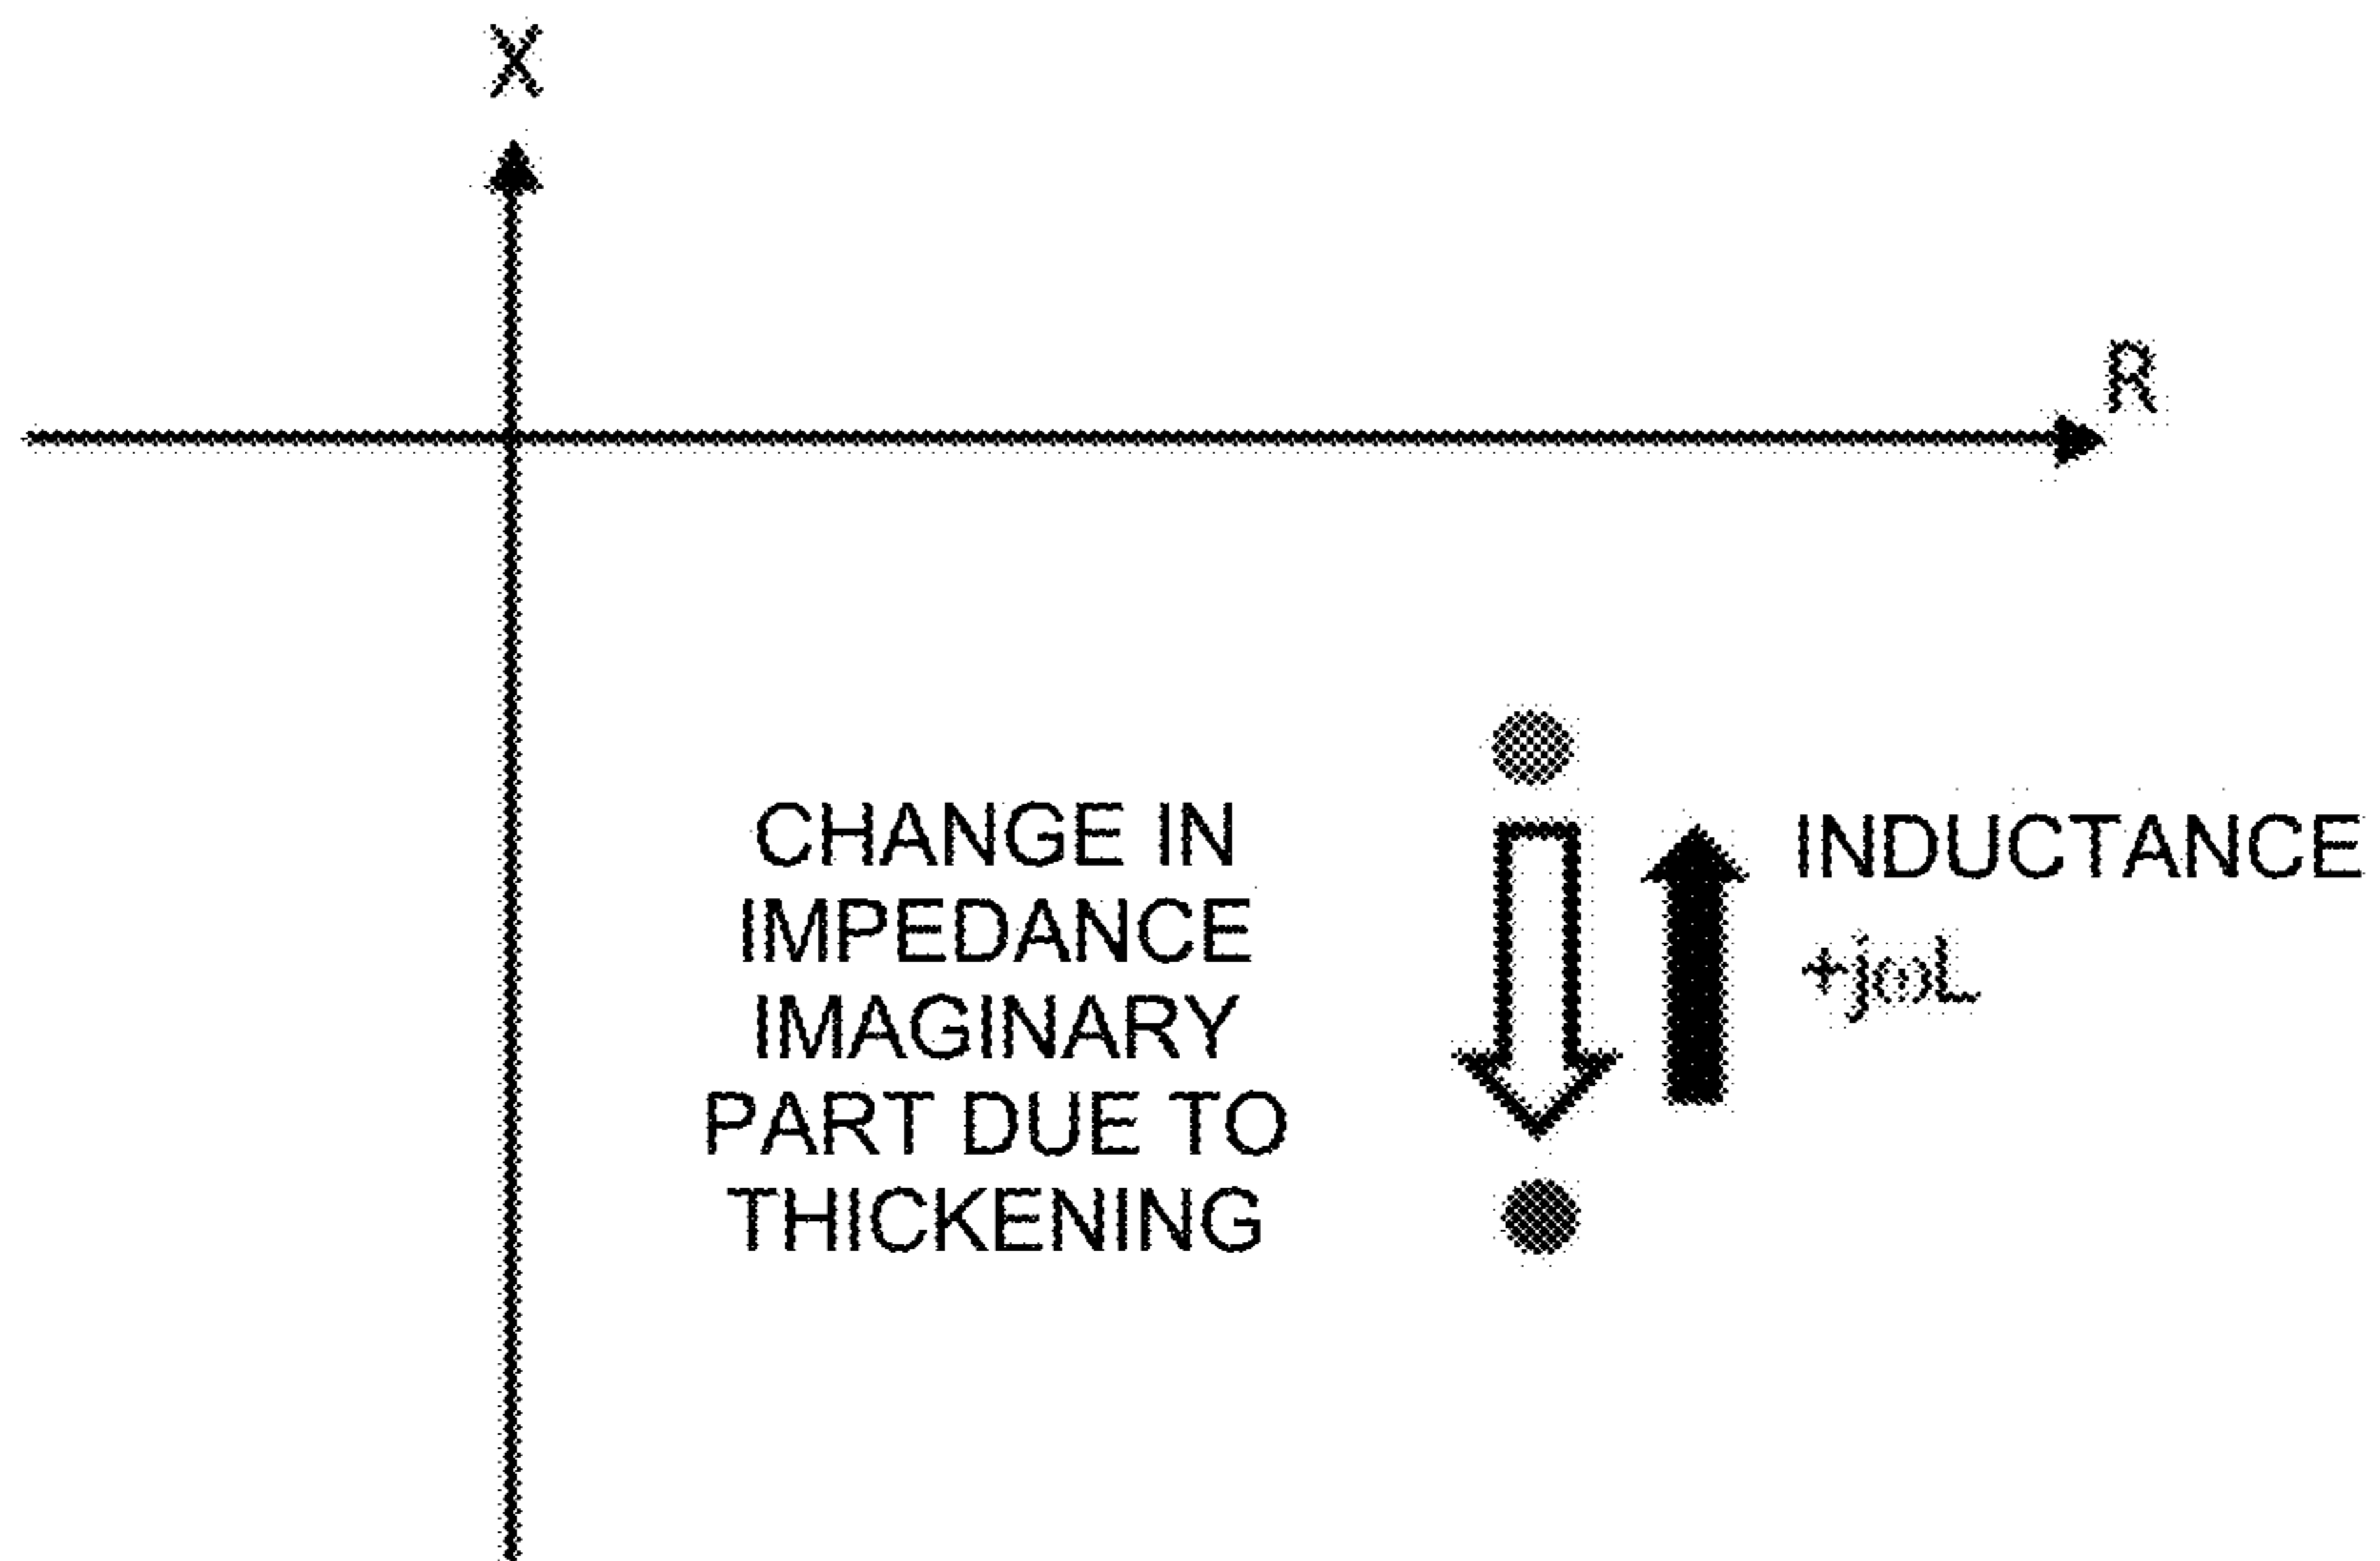 X
R
CHANGE IN
IMPEDANCE
IMAGINARY
PART DUE TO
THICKENING
INDUCTANCE
+jωL